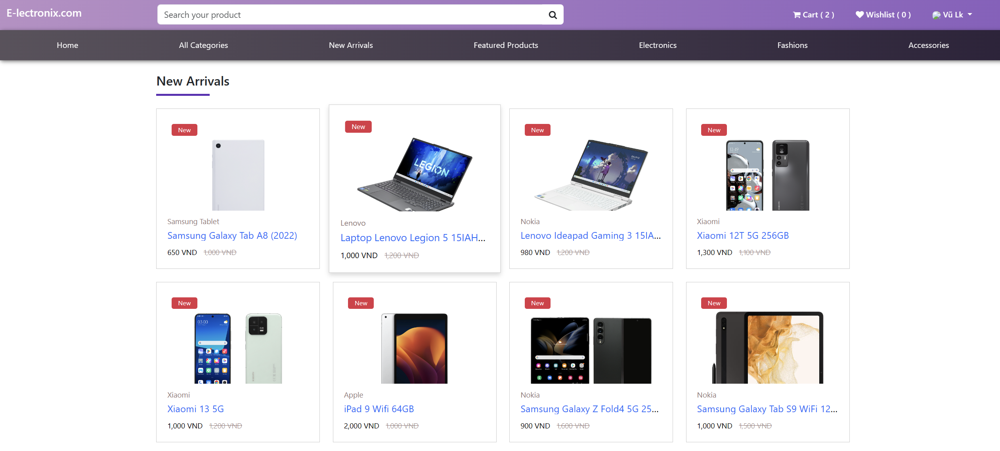 E-lectronix.com
Search your product
Cart ( 2 )
Wishlist ( 0 )
Vũ Lk
Home
All Categories
New Arrivals
Featured Products
Electronics
Fashions
Accessories
New Arrivals
New
Samsung Tablet
Samsung Galaxy Tab A8 (2022)
650 VND 1,000 VND
New
LEGION
Lenovo
Laptop Lenovo Legion 5 15IAH...
1,000 VND 1,200 VND
New
Nokia
Lenovo Ideapad Gaming 3 15IA...
980 VND 1,200 VND
New
13:49
xiaomi
Xiaomi
Xiaomi 12T 5G 256GB
1,300 VND 1,100 VND
New
03:00
xiaomi
Xiaomi
Xiaomi 13 5G
1,000 VND 1,200 VND
New
Apple
iPad 9 Wifi 64GB
2,000 VND 1,000 VND
New
Nokia
Samsung Galaxy Z Fold4 5G 25...
900 VND 1,600 VND
New
Nokia
Samsung Galaxy Tab S9 WiFi 12...
1,000 VND 1,500 VND